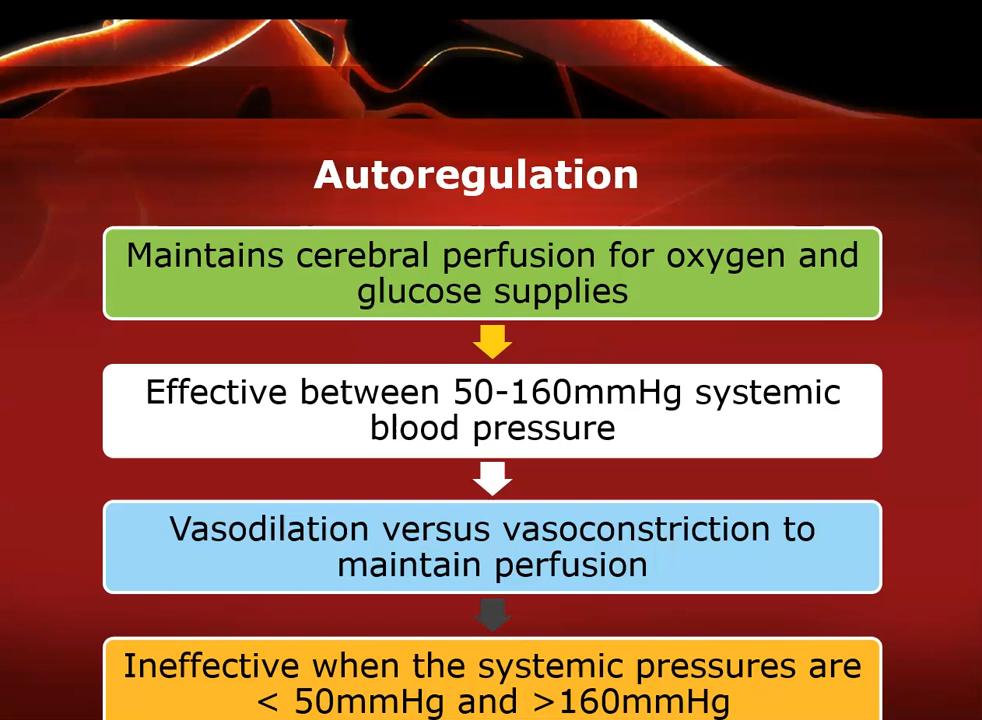 Autoregulation
Maintains cerebral perfusion for oxygen and
glucose supplies
Effective between 50-160mmHg systemic
blood pressure
Vasodilation versus vasoconstriction to
maintain perfusion
Ineffective when the systemic pressures are
< 50mmHg and >160mmHg